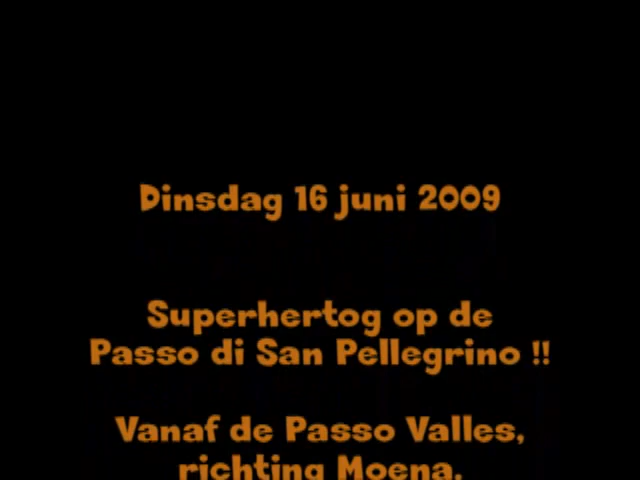 Dinsdag 16 juni 2009
Superhertog op de
Passo di San Pellegrino !!
Vanaf de Passo Valles,
richting Moena.